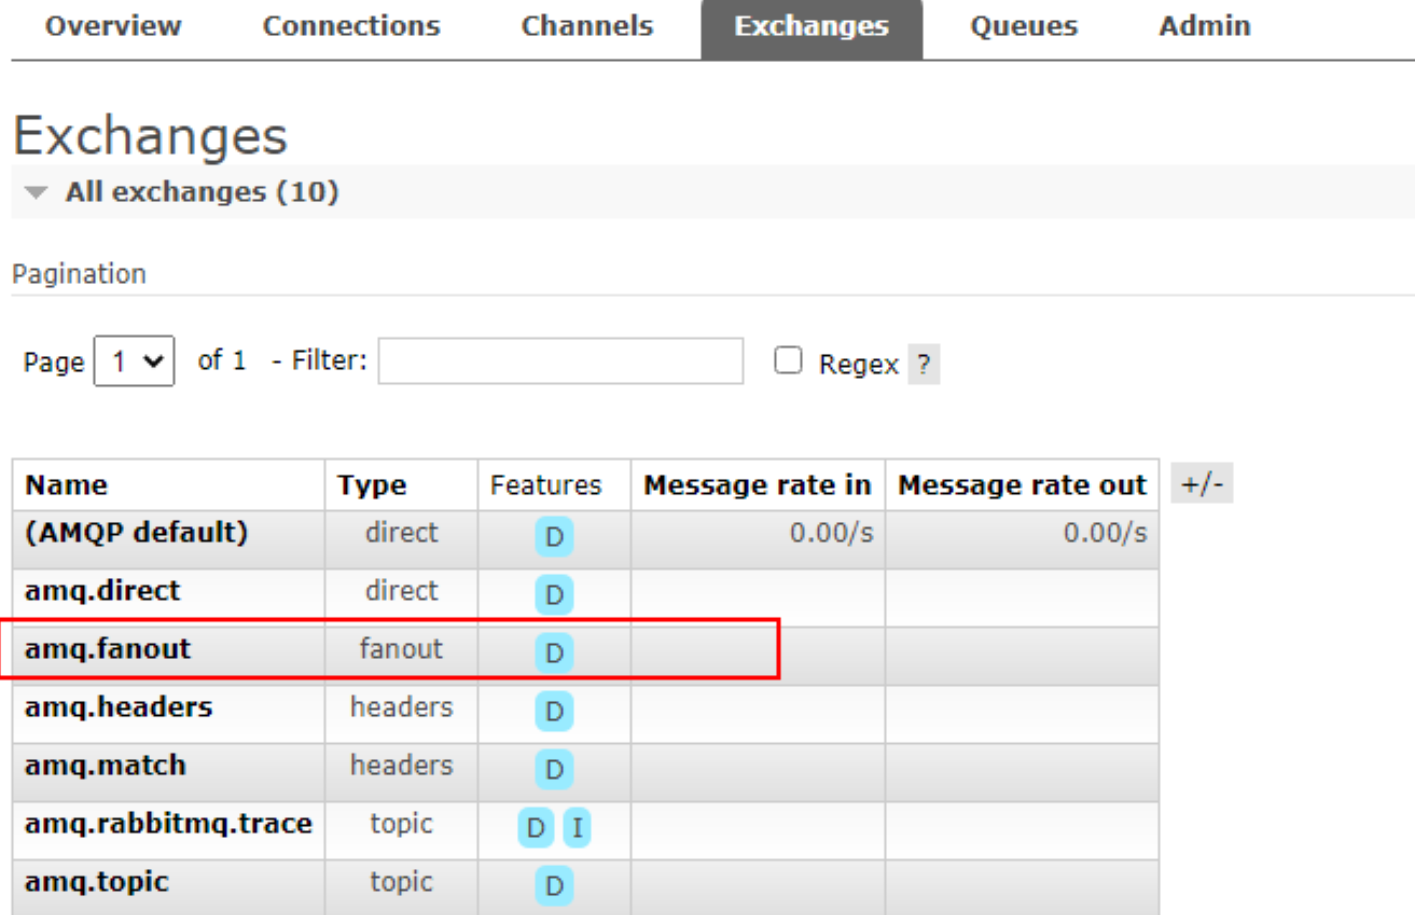 Overview Connections Channels Exchanges Queues Admin
Exchanges
All exchanges (10)
Pagination
Page 1 of 1 - Filter: Regex ?
Name Type Features Message rate in Message rate out +/-
(AMQP default) direct D 0.00/s 0.00/s
amq.direct direct D
amq.fanout fanout D
amq.headers headers D
amq.match headers D
amq.rabbitmq.trace topic D I
amq.topic topic D